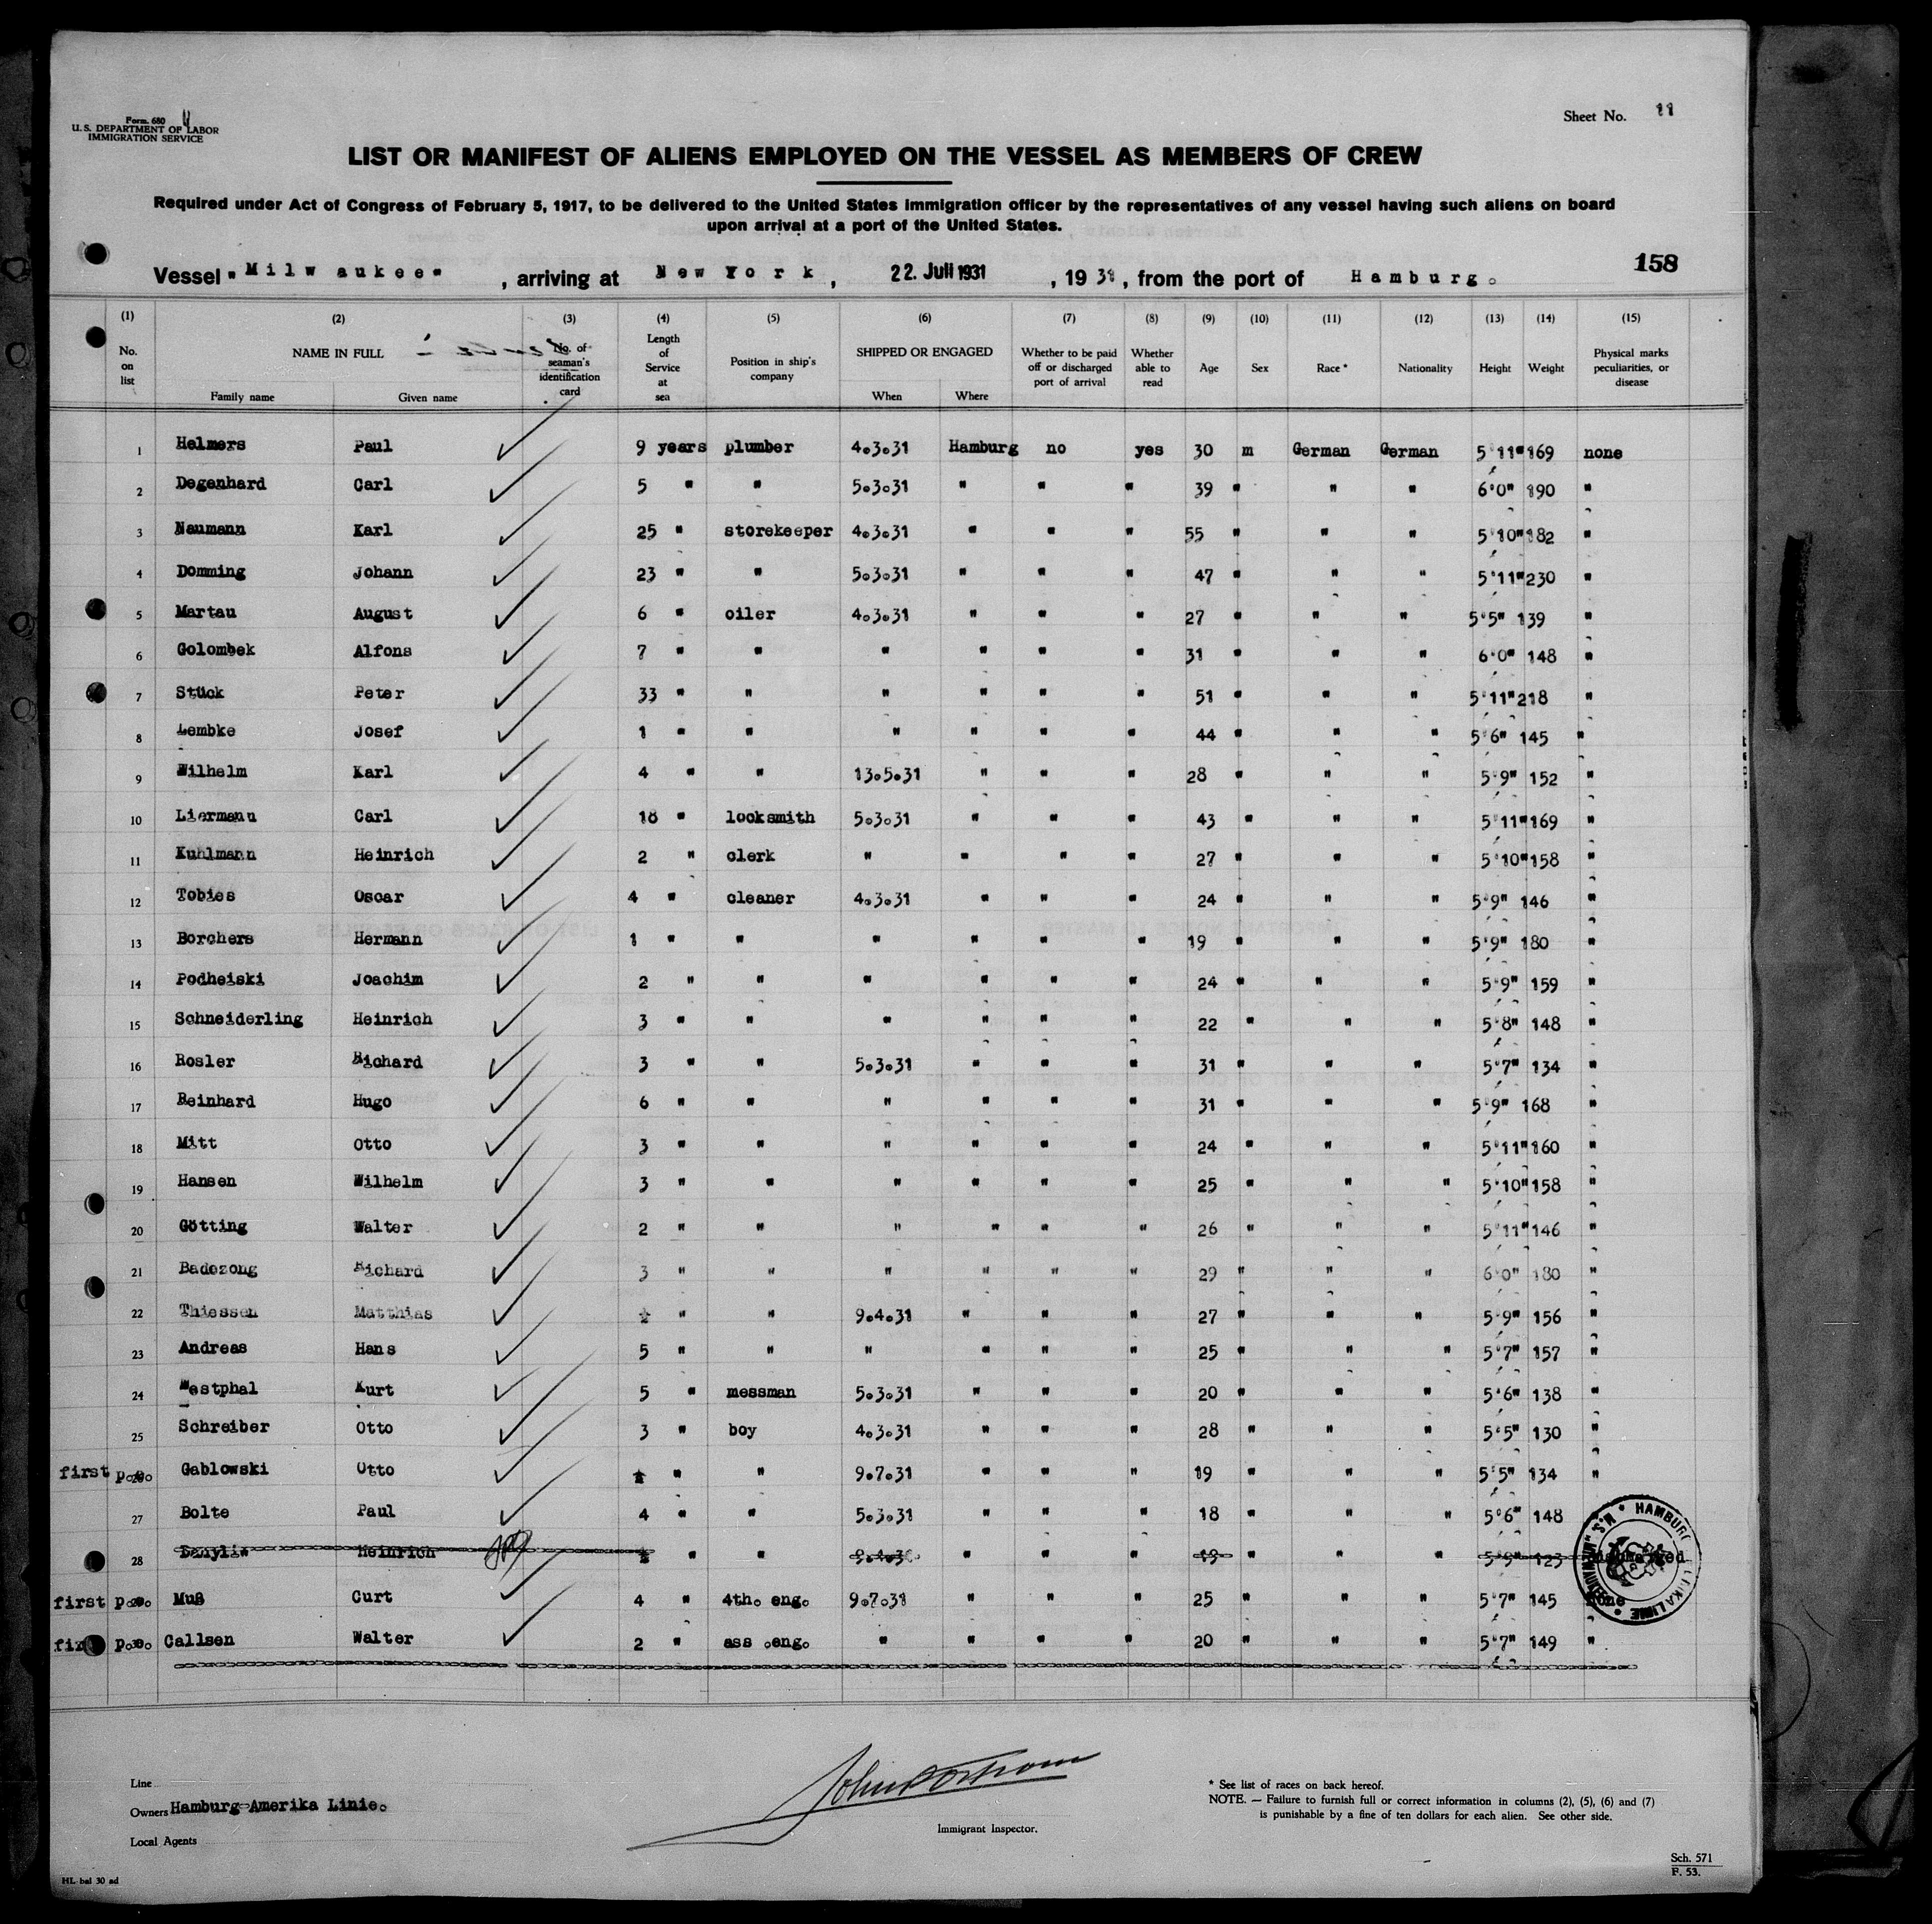 Form 680
U. S. DEPARTMENT OF LABOR
IMMIGRATION SERVICE
Sheet No. 11
LIST OR MANIFEST OF ALIENS EMPLOYED ON THE VESSEL AS MEMBERS OF CREW
Required under Act of Congress of February 5, 1917, to be delivered to the United States immigration officer by the representatives of any vessel having such aliens on board
upon arrival at a port of the United States.
158
Vessel "Milwaukee" , arriving at New York , 22. Juli 1931 , 1931 , from the port of Hamburg.
(1) (2) (3) (4) (5) (6) (7) (8) (9) (10) (11) (12) (13) (14) (15)
No. on list NAME IN FULL Family name Given name No. of seaman's identification card Length of Service at sea Position in ship's company SHIPPED OR ENGAGED When Where Whether to be paid off or discharged port of arrival Whether able to read Age Sex Race * Nationality Height Weight Physical marks peculiarities, or disease
1 Helmers Paul 9 years plumber 4.3.31 Hamburg no yes 30 m German German 5'11" 169 none
2 Degenhard Carl 5 " " 5.3.31 " " " 39 " " " 6'0" 190 "
3 Naumann Karl 25 " storekeeper 4.3.31 " " " 55 " " " 5'10" 182 "
4 Domming Johann 23 " " 5.3.31 " " " 47 " " " 5'11" 230 "
5 Martau August 6 " oiler 4.3.31 " " " 27 " " " 5'5" 139 "
6 Golombek Alfons 7 " " " " " " 31 " " " 6'0" 148 "
7 Stück Peter 33 " " " " " " 51 " " " 5'11" 218 "
8 Lembke Josef 1 " " " " " " 44 " " " 5'6" 145 "
9 Wilhelm Karl 4 " " 13.5.31 " " " 28 " " " 5'9" 152 "
10 Liermann Carl 18 " locksmith 5.3.31 " " " 43 " " " 5'11" 169 "
11 Kuhlmann Heinrich 2 " clerk " " " " 27 " " " 5'10" 158 "
12 Tobies Oscar 4 " cleaner 4.3.31 " " " 24 " " " 5'9" 146 "
13 Borchers Hermann 1 " " " " " " 19 " " " 5'9" 180 "
14 Podheiski Joachim 2 " " " " " " 24 " " " 5'9" 159 "
15 Schneiderling Heinrich 3 " " " " " " 22 " " " 5'8" 148 "
16 Rosler Richard 3 " " 5.3.31 " " " 31 " " " 5'7" 134 "
17 Reinhard Hugo 6 " " " " " " 31 " " " 5'9" 168 "
18 Mitt Otto 3 " " " " " " 24 " " " 5'11" 160 "
19 Hansen Wilhelm 3 " " " " " " 25 " " " 5'10" 158 "
20 Götting Walter 2 " " " " " " 26 " " " 5'11" 146 "
21 Badezong Richard 3 " " " " " " 29 " " " 6'0" 180 "
22 Thiessen Matthias " " 9.4.31 " " " 27 " " " 5'9" 156 "
23 Andreas Hans 5 " " " " " " 25 " " " 5'7" 157 "
24 Westphal Kurt 5 " messman 5.3.31 " " " 20 " " " 5'6" 138 "
25 Schreiber Otto 3 " boy 4.3.31 " " " 28 " " " 5'5" 130 "
first p.o. 26 Gablowski Otto " " 9.7.31 " " " 19 " " " 5'5" 134 "
27 Bolte Paul 4 " " 5.3.31 " " " 18 " " " 5'6" 148 "
28 Danyliw Heinrich " " " " " 19 " " " 5'9" 123
first p.o. 29 Muß Curt 4 " 4th. eng. 9.7.31 " " " 25 " " " 5'7" 145 none
first p.o. 30 Callsen Walter 2 " ass.eng. " " " " 20 " " " 5'7" 149 "
HAMBURG
Line
Owners Hamburg-Amerika Linie.
Local Agents
Immigrant Inspector.
* See list of races on back hereof.
NOTE. — Failure to furnish full or correct information in columns (2), (5), (6) and (7)
is punishable by a fine of ten dollars for each alien. See other side.
Sch. 571
P. 53.
HL bal 30 ad